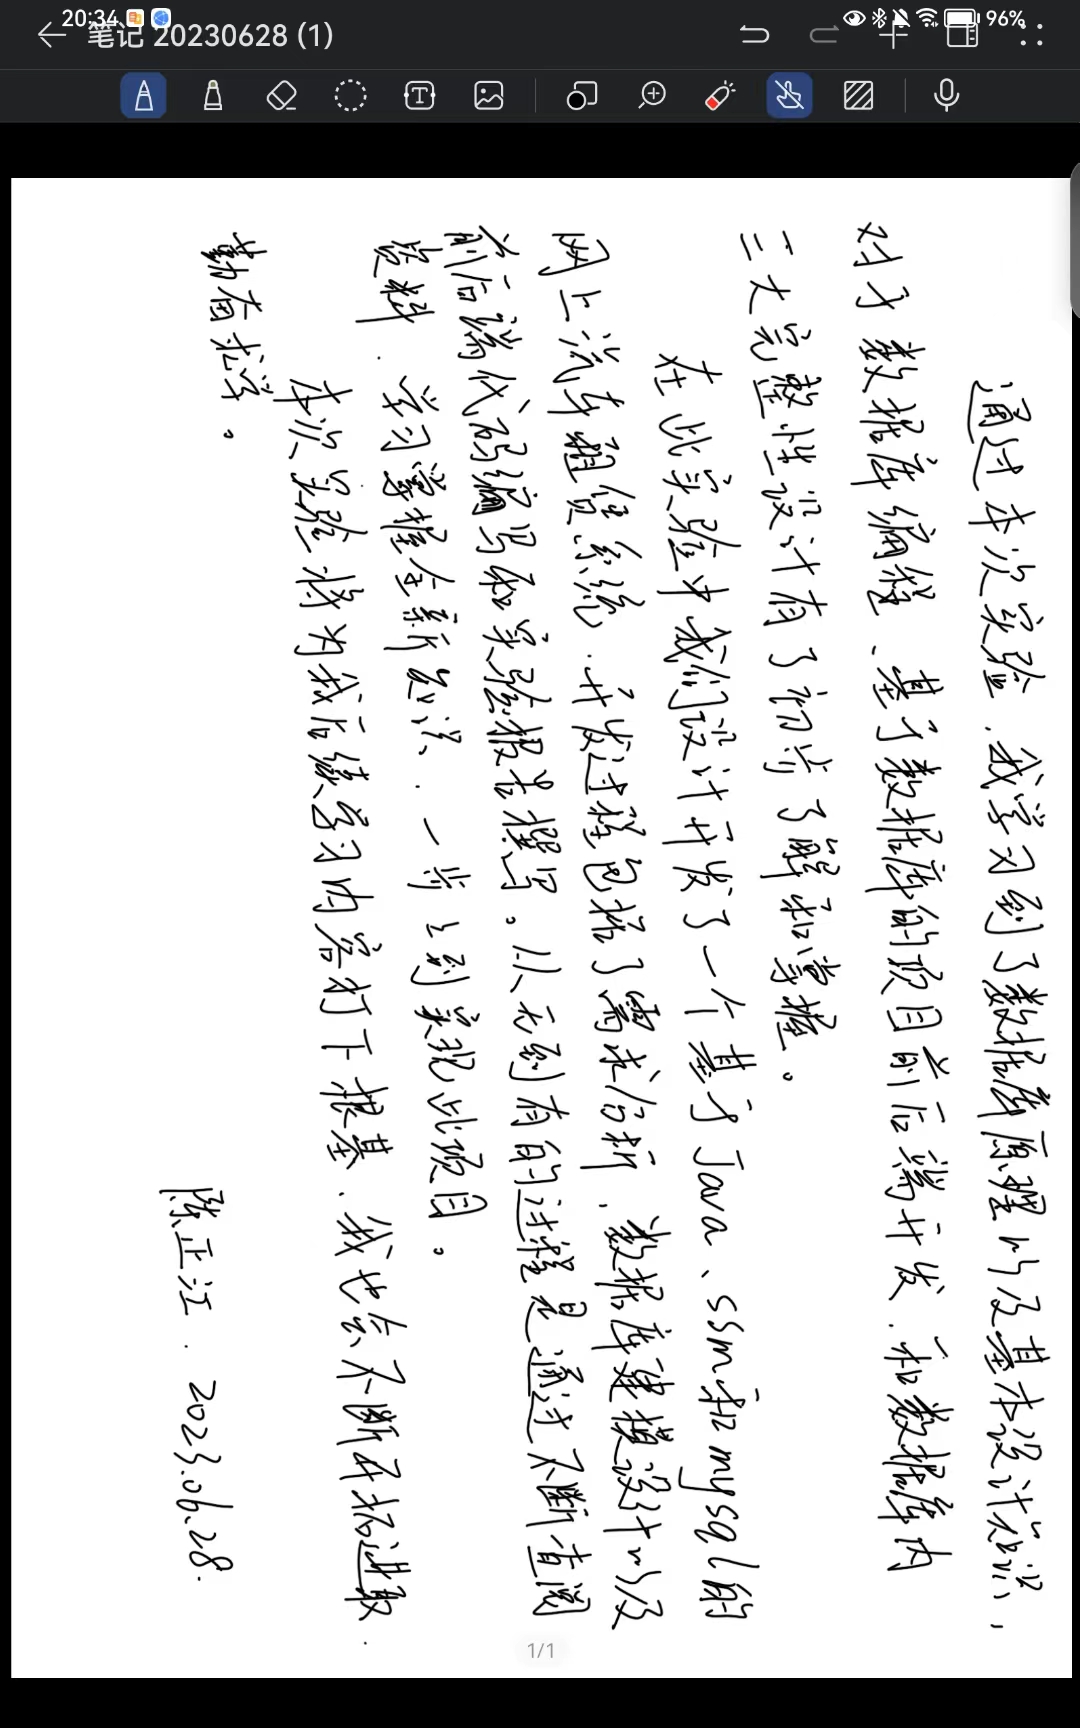 20:34
96%
笔记 20230628 (1)
通过本次实验，我学习到了数据库原理以及基本设计知识，
对于数据库编程、基于数据库的项目前后端开发，和数据库内
三大完整性设计有了初步了解和掌握。
在此实验中我们设计开发了一个基于Java、ssm和mysql的
网上汽车租赁系统，开发过程包括了需求分析，数据库建模设计以及
前后端代码编写和实验报告撰写。从无到有的过程是通过不断查阅
资料，学习掌握全新知识，一步步到实现此项目。
本次实验将为我后续学习内容打下根基，我也会不断开拓进取，
勤奋求学。
陈正江．2023.06.28.
1/1